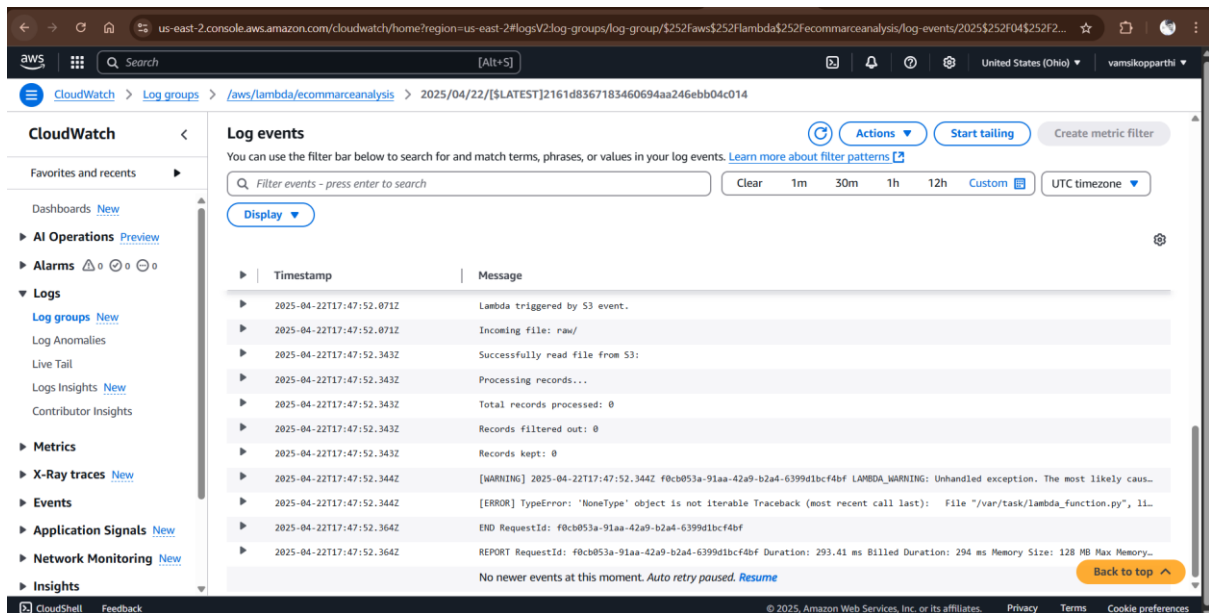 us-east-2.console.aws.amazon.com/cloudwatch/home?region=us-east-2#logsV2:log-groups/log-group/$252Faws$252Flambda$252Fecommarceanalysis/log-events/2025$252F04$252F2...
aws Search [Alt+S] United States (Ohio) vamsikopparthi
CloudWatch > Log groups > /aws/lambda/ecommarceanalysis > 2025/04/22/[$LATEST]2161d8367183460694aa246ebb04c014
CloudWatch
Favorites and recents
Dashboards New
AI Operations Preview
Alarms 0 0 0
Logs
Log groups New
Log Anomalies
Live Tail
Logs Insights New
Contributor Insights
Metrics
X-Ray traces New
Events
Application Signals New
Network Monitoring New
Insights
Log events
Actions Start tailing Create metric filter
You can use the filter bar below to search for and match terms, phrases, or values in your log events. Learn more about filter patterns
Filter events - press enter to search Clear 1m 30m 1h 12h Custom UTC timezone
Display
Timestamp Message
2025-04-22T17:47:52.071Z Lambda triggered by S3 event.
2025-04-22T17:47:52.071Z Incoming file: raw/
2025-04-22T17:47:52.343Z Successfully read file from S3:
2025-04-22T17:47:52.343Z Processing records...
2025-04-22T17:47:52.343Z Total records processed: 0
2025-04-22T17:47:52.343Z Records filtered out: 0
2025-04-22T17:47:52.343Z Records kept: 0
2025-04-22T17:47:52.344Z [WARNING] 2025-04-22T17:47:52.344Z f0cb053a-91aa-42a9-b2a4-6399d1bcf4bf LAMBDA_WARNING: Unhandled exception. The most likely caus…
2025-04-22T17:47:52.344Z [ERROR] TypeError: 'NoneType' object is not iterable Traceback (most recent call last): File "/var/task/lambda_function.py", li…
2025-04-22T17:47:52.364Z END RequestId: f0cb053a-91aa-42a9-b2a4-6399d1bcf4bf
2025-04-22T17:47:52.364Z REPORT RequestId: f0cb053a-91aa-42a9-b2a4-6399d1bcf4bf Duration: 293.41 ms Billed Duration: 294 ms Memory Size: 128 MB Max Memory…
No newer events at this moment. Auto retry paused. Resume
Back to top
CloudShell Feedback © 2025, Amazon Web Services, Inc. or its affiliates. Privacy Terms Cookie preferences